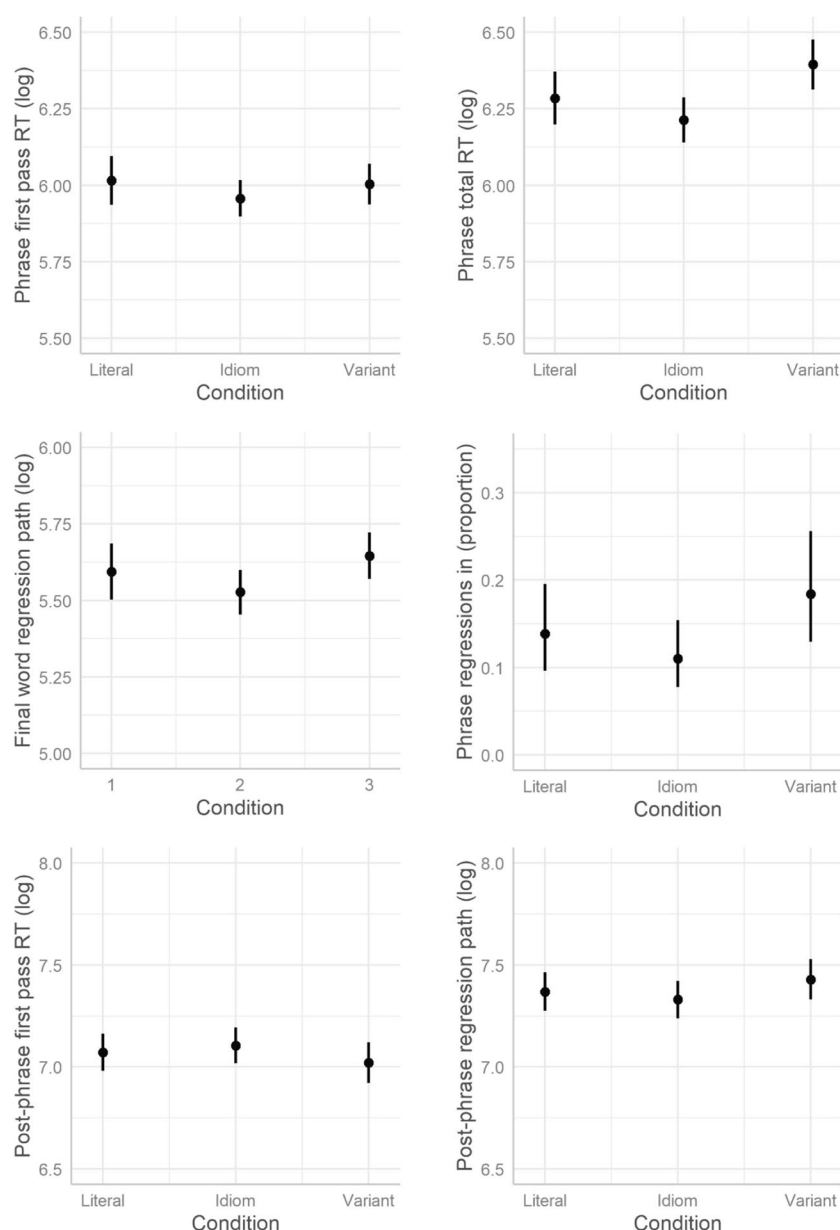 Phrase first pass RT (log)
6.50
6.25
6.00
5.75
5.50
Literal Idiom Variant
Condition
Phrase total RT (log)
6.50
6.25
6.00
5.75
5.50
Literal Idiom Variant
Condition
Final word regression path (log)
6.00
5.75
5.50
5.25
5.00
1 2 3
Condition
Phrase regressions in (proportion)
0.3
0.2
0.1
0.0
Literal Idiom Variant
Condition
Post-phrase first pass RT (log)
8.0
7.5
7.0
6.5
Literal Idiom Variant
Condition
Post-phrase regression path (log)
8.0
7.5
7.0
6.5
Literal Idiom Variant
Condition